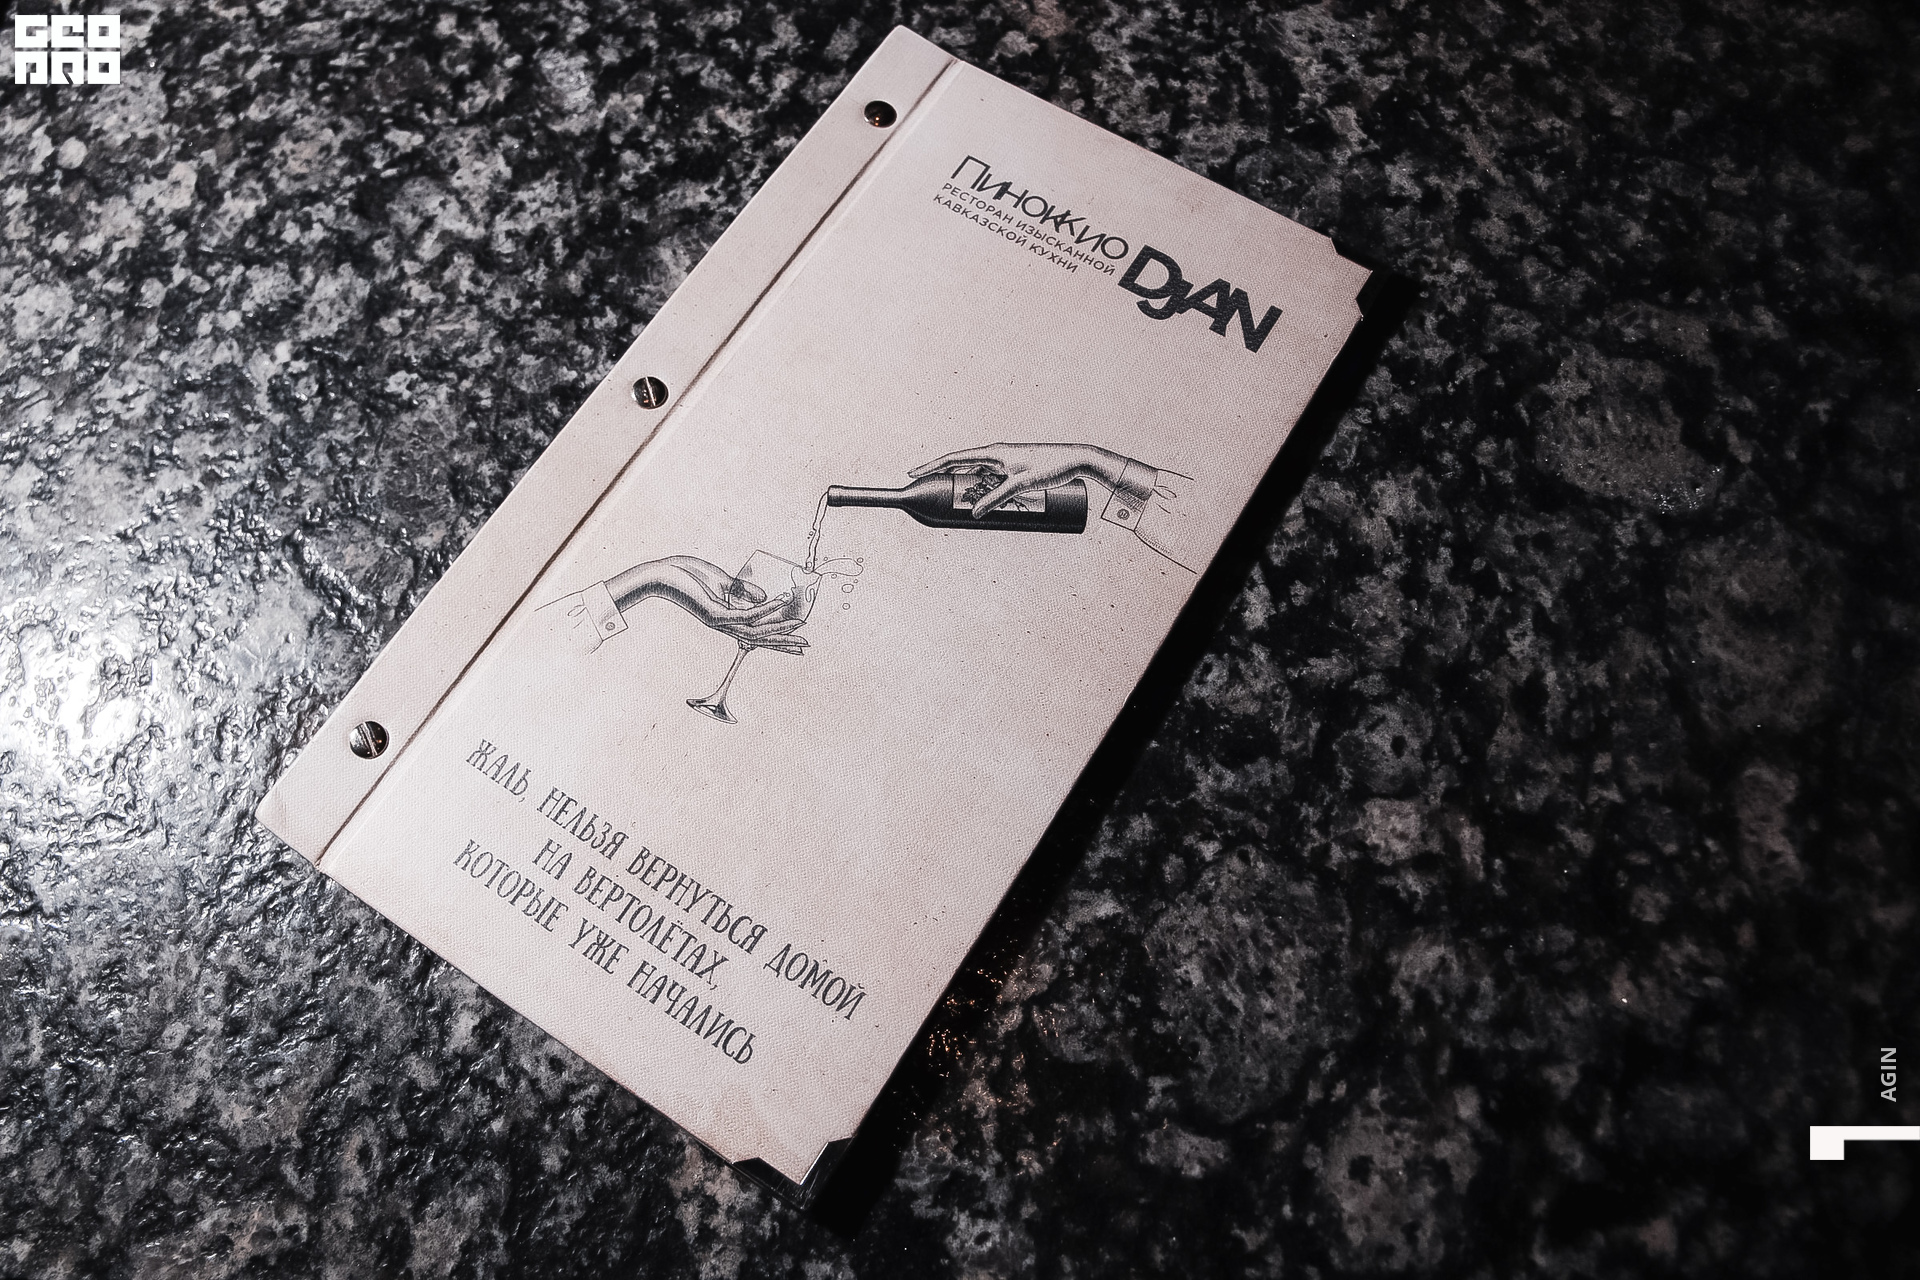 GEO
PRO
ПИНОККИО
РЕСТОРАН ИЗЫСКАННОЙ
КАВКАЗСКОЙ КУХНИ
DJAN
ЖАЛЬ, НЕЛЬЗЯ ВЕРНУТЬСЯ ДОМОЙ
НА ВЕРТОЛЁТАХ,
КОТОРЫЕ УЖЕ НАЧАЛИСЬ
AGIN